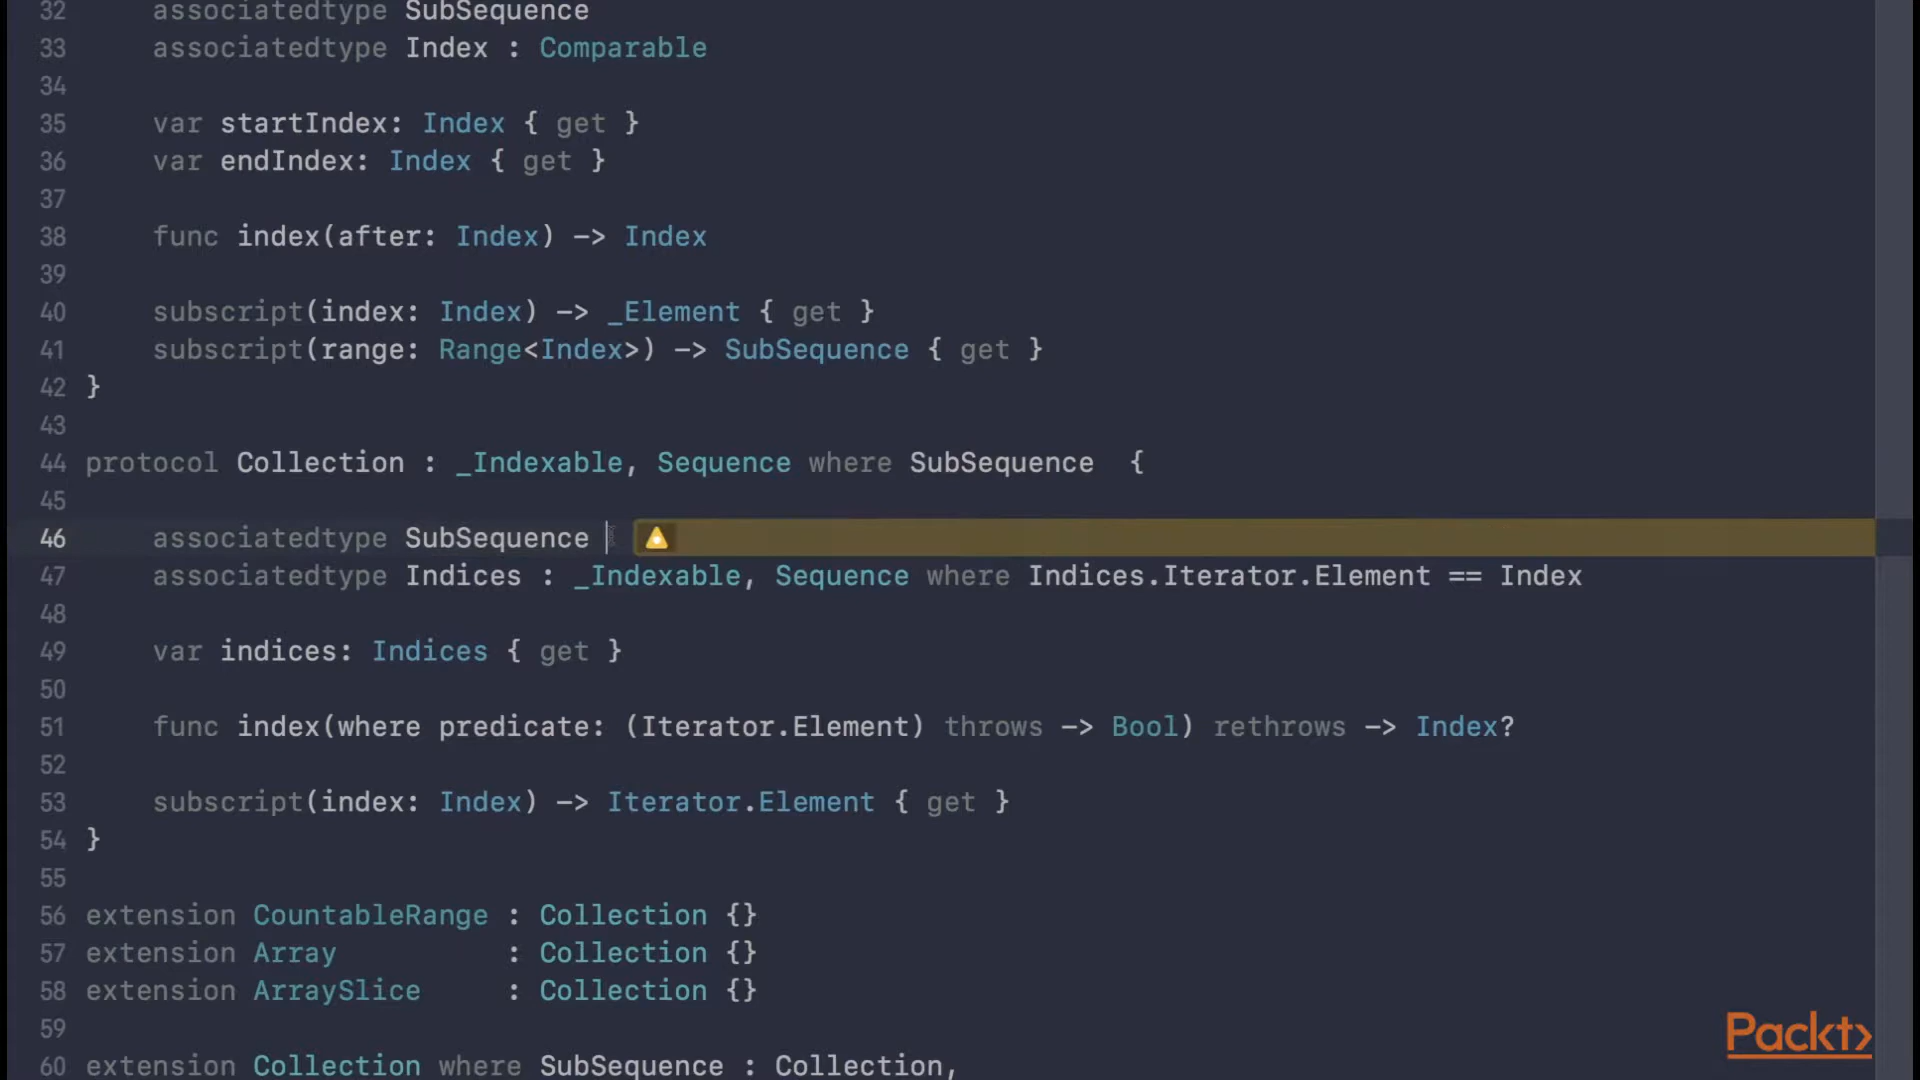 32 associatedtype SubSequence
33 associatedtype Index : Comparable
34
35 var startIndex: Index { get }
36 var endIndex: Index { get }
37
38 func index(after: Index) -> Index
39
40 subscript(index: Index) -> _Element { get }
41 subscript(range: Range<Index>) -> SubSequence { get }
42 }
43
44 protocol Collection : _Indexable, Sequence where SubSequence  {
45
46 associatedtype SubSequence
47 associatedtype Indices : _Indexable, Sequence where Indices.Iterator.Element == Index
48
49 var indices: Indices { get }
50
51 func index(where predicate: (Iterator.Element) throws -> Bool) rethrows -> Index?
52
53 subscript(index: Index) -> Iterator.Element { get }
54 }
55
56 extension CountableRange : Collection {}
57 extension Array : Collection {}
58 extension ArraySlice : Collection {}
59
60 extension Collection where SubSequence : Collection,
Packt>